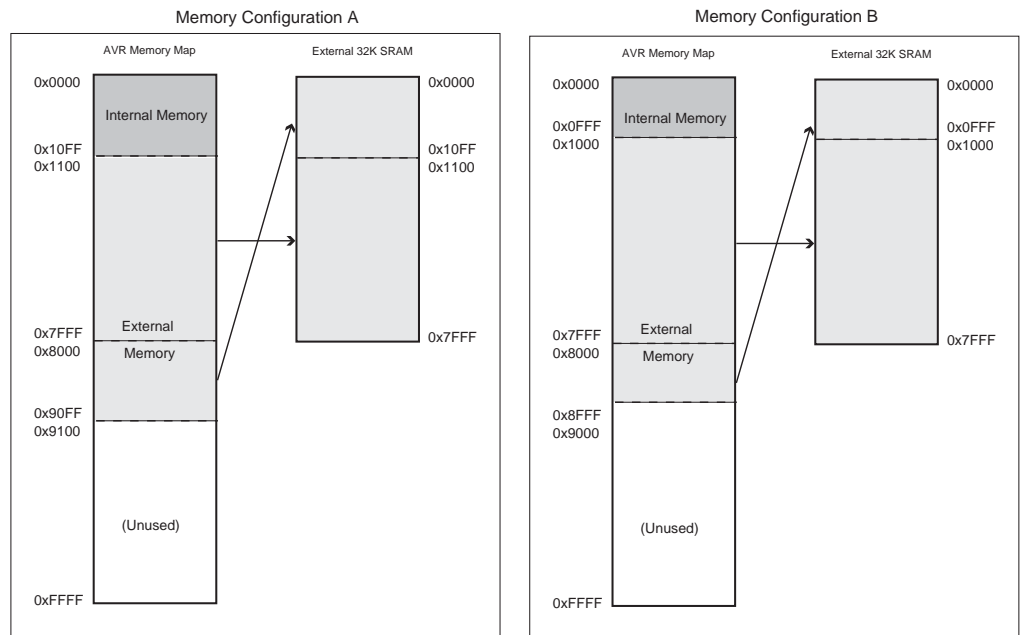 Memory Configuration A
AVR Memory Map
External 32K SRAM
0x0000
Internal Memory
0x10FF
0x1100
0x7FFF
0x8000
External
Memory
0x90FF
0x9100
(Unused)
0xFFFF
0x0000
0x10FF
0x1100
0x7FFF
Memory Configuration B
AVR Memory Map
External 32K SRAM
0x0000
Internal Memory
0x0FFF
0x1000
0x7FFF
0x8000
External
Memory
0x8FFF
0x9000
(Unused)
0xFFFF
0x0000
0x0FFF
0x1000
0x7FFF